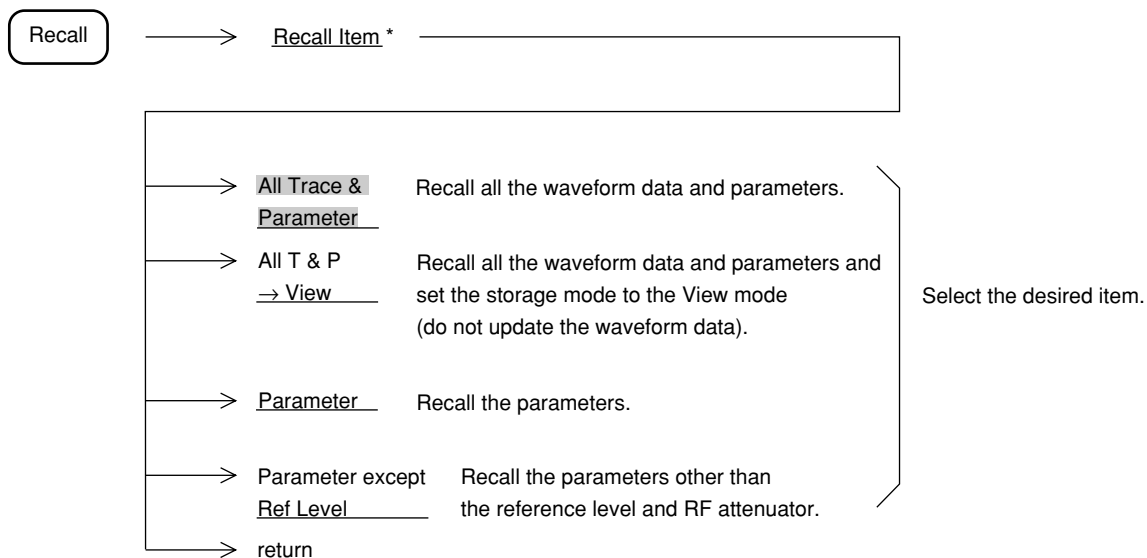 Recall
Recall Item *
All Trace &
Parameter
Recall all the waveform data and parameters.
All T & P
→ View
Recall all the waveform data and parameters and
set the storage mode to the View mode
(do not update the waveform data).
Parameter
Recall the parameters.
Parameter except
Ref Level
Recall the parameters other than
the reference level and RF attenuator.
return
Select the desired item.